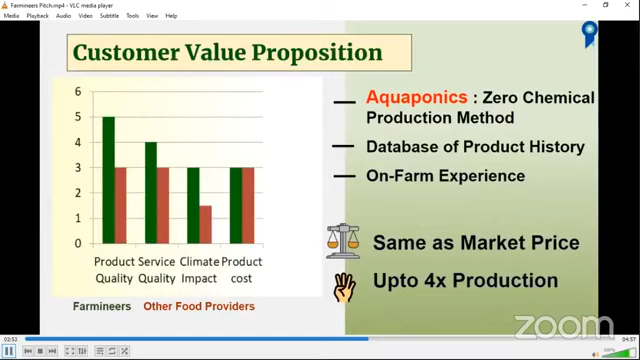 Farmineers Pitch.mp4 - VLC media player
Media Playback Audio Video Subtitle Tools View Help
Customer Value Proposition
6
5
4
3
2
1
0
Product Quality
Service Quality
Climate Impact
Product cost
Farmineers Other Food Providers
Aquaponics : Zero Chemical
Production Method
Database of Product History
On-Farm Experience
Same as Market Price
Upto 4x Production
zoom
02:53
04:57